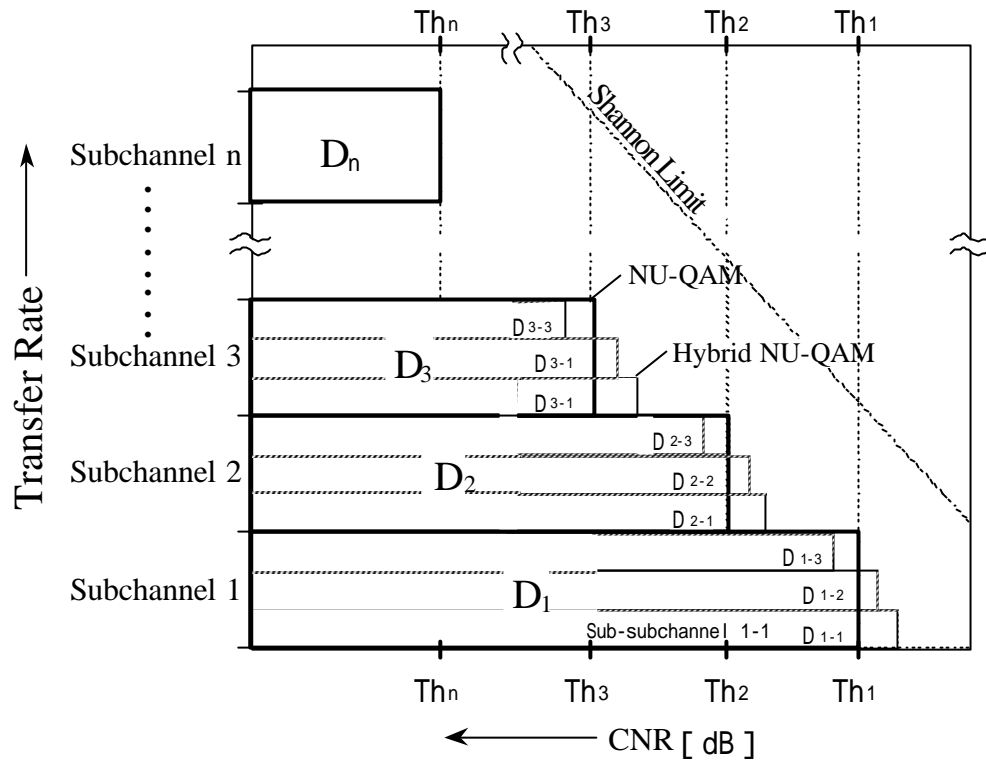 Thn Th3 Th2 Th1
Shannon Limit
Subchannel n
Dn
Transfer Rate
NU-QAM
D3-3
Subchannel 3
D3
D3-1
Hybrid NU-QAM
D3-1
D2-3
Subchannel 2
D2
D2-2
D2-1
D1-3
Subchannel 1
D1
D1-2
Sub-subchannel 1-1
D1-1
Thn Th3 Th2 Th1
CNR [ dB ]